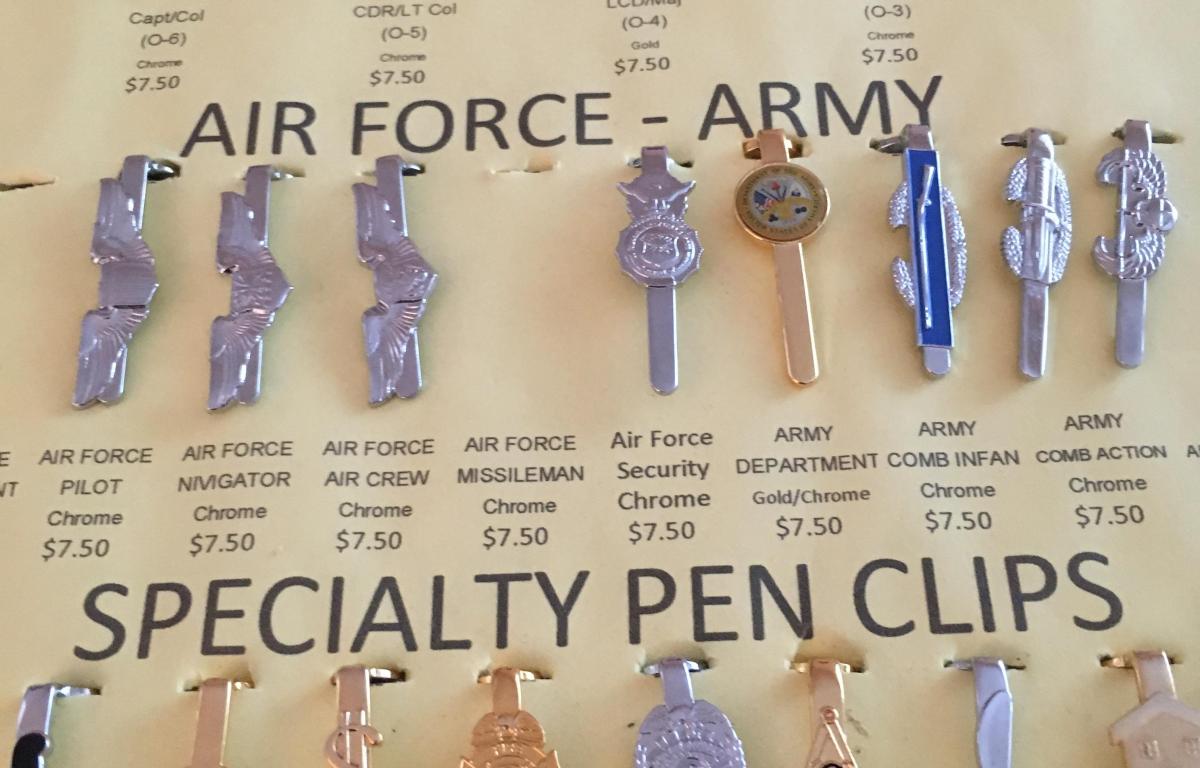 Capt/Col CDR/LT Col LCD/Maj
(O-6) (O-5) (O-4) (O-3)
Chrome Chrome Gold Chrome
$7.50 $7.50 $7.50 $7.50
AIR FORCE - ARMY
AIR FORCE AIR FORCE AIR FORCE AIR FORCE Air Force ARMY ARMY ARMY
PILOT NIVIGATOR AIR CREW MISSILEMAN Security DEPARTMENT COMB INFAN COMB ACTION
Chrome Chrome Chrome Chrome Chrome Gold/Chrome Chrome Chrome
$7.50 $7.50 $7.50 $7.50 $7.50 $7.50 $7.50 $7.50
SPECIALTY PEN CLIPS